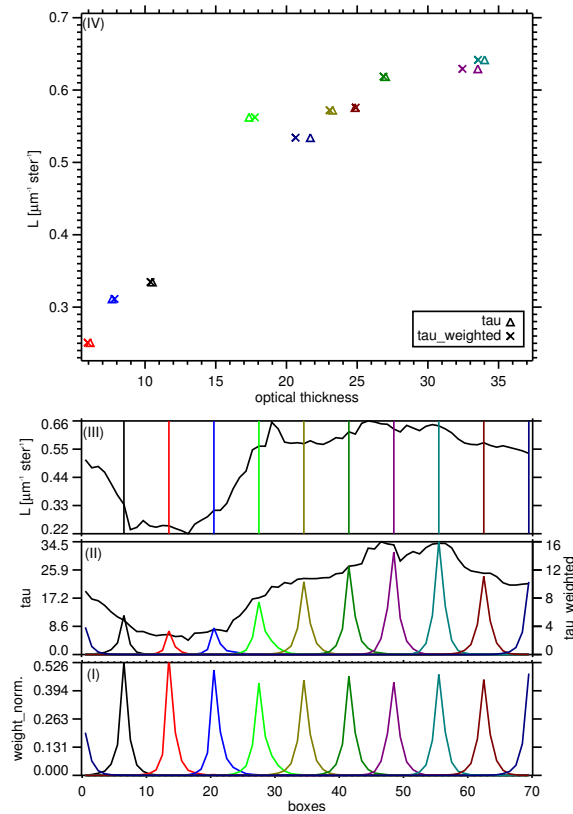 (IV)
0.7
0.6
0.5
0.4
0.3
L [µm⁻¹ ster⁻¹]
tau
tau_weighted
10 15 20 25 30 35
optical thickness
(III)
0.66
0.55
0.44
0.33
0.22
L [µm⁻¹ ster⁻¹]
(II)
34.5
25.9
17.2
8.6
0.0
tau
16
12
8
4
0
tau_weighted
(I)
0.526
0.394
0.263
0.131
0.000
weight_norm.
0 10 20 30 40 50 60 70
boxes